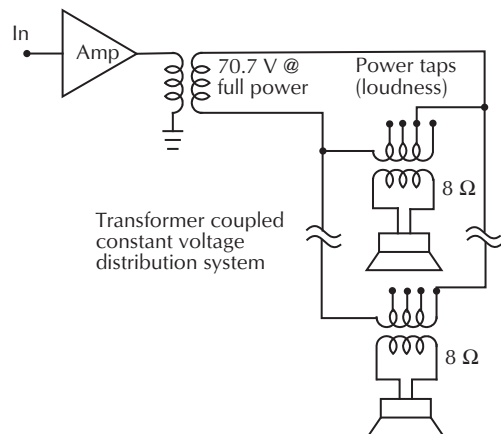 In
Amp
70.7 V @
full power
Power taps
(loudness)
8 Ω
Transformer coupled
constant voltage
distribution system
8 Ω